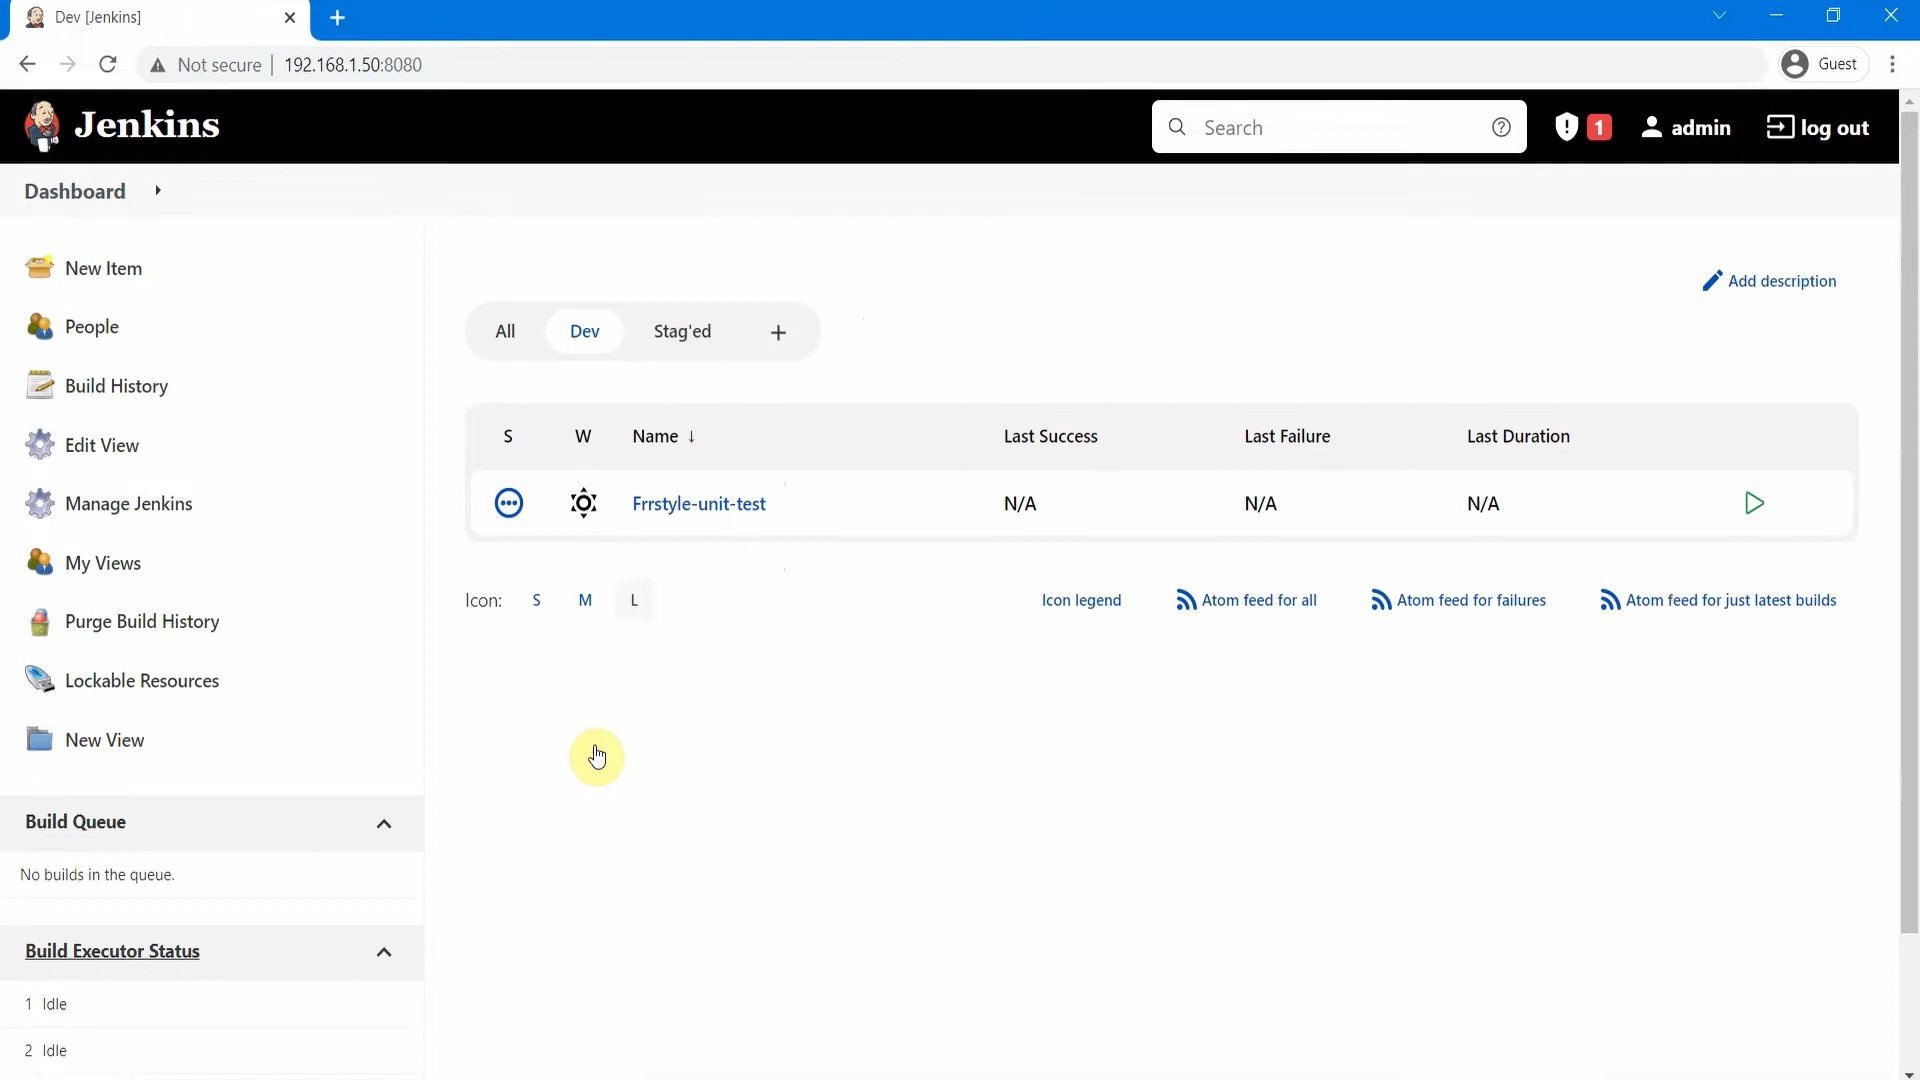 Dev [Jenkins]
Not secure | 192.168.1.50:8080
Guest
Jenkins
Search
1
admin
log out
Dashboard
New Item
People
Build History
Edit View
Manage Jenkins
My Views
Purge Build History
Lockable Resources
New View
Build Queue
No builds in the queue.
Build Executor Status
1 Idle
2 Idle
Add description
All Dev Stag'ed +
S W Name ↓ Last Success Last Failure Last Duration
Frrstyle-unit-test N/A N/A N/A
Icon: S M L Icon legend Atom feed for all Atom feed for failures Atom feed for just latest builds